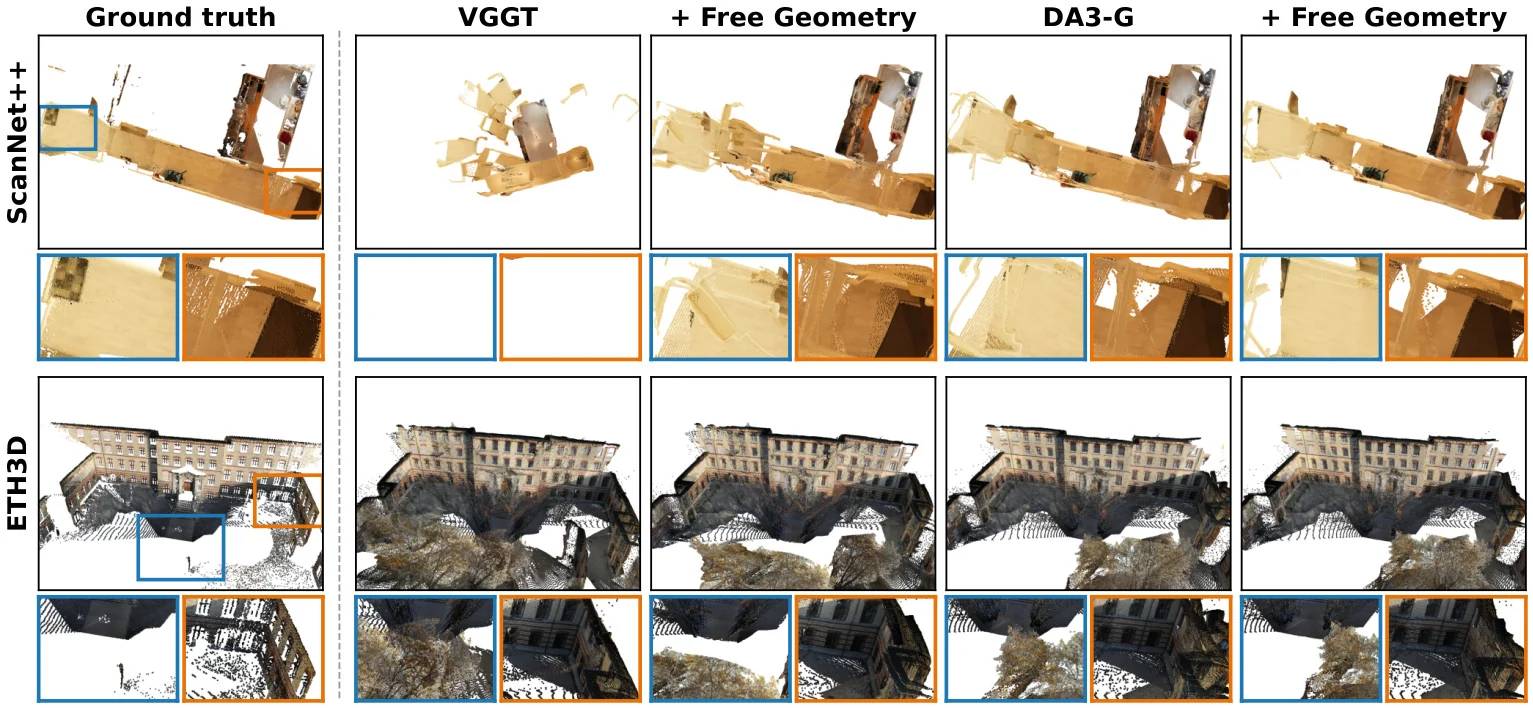 Ground truth VGGT + Free Geometry DA3-G + Free Geometry
ScanNet++
ETH3D